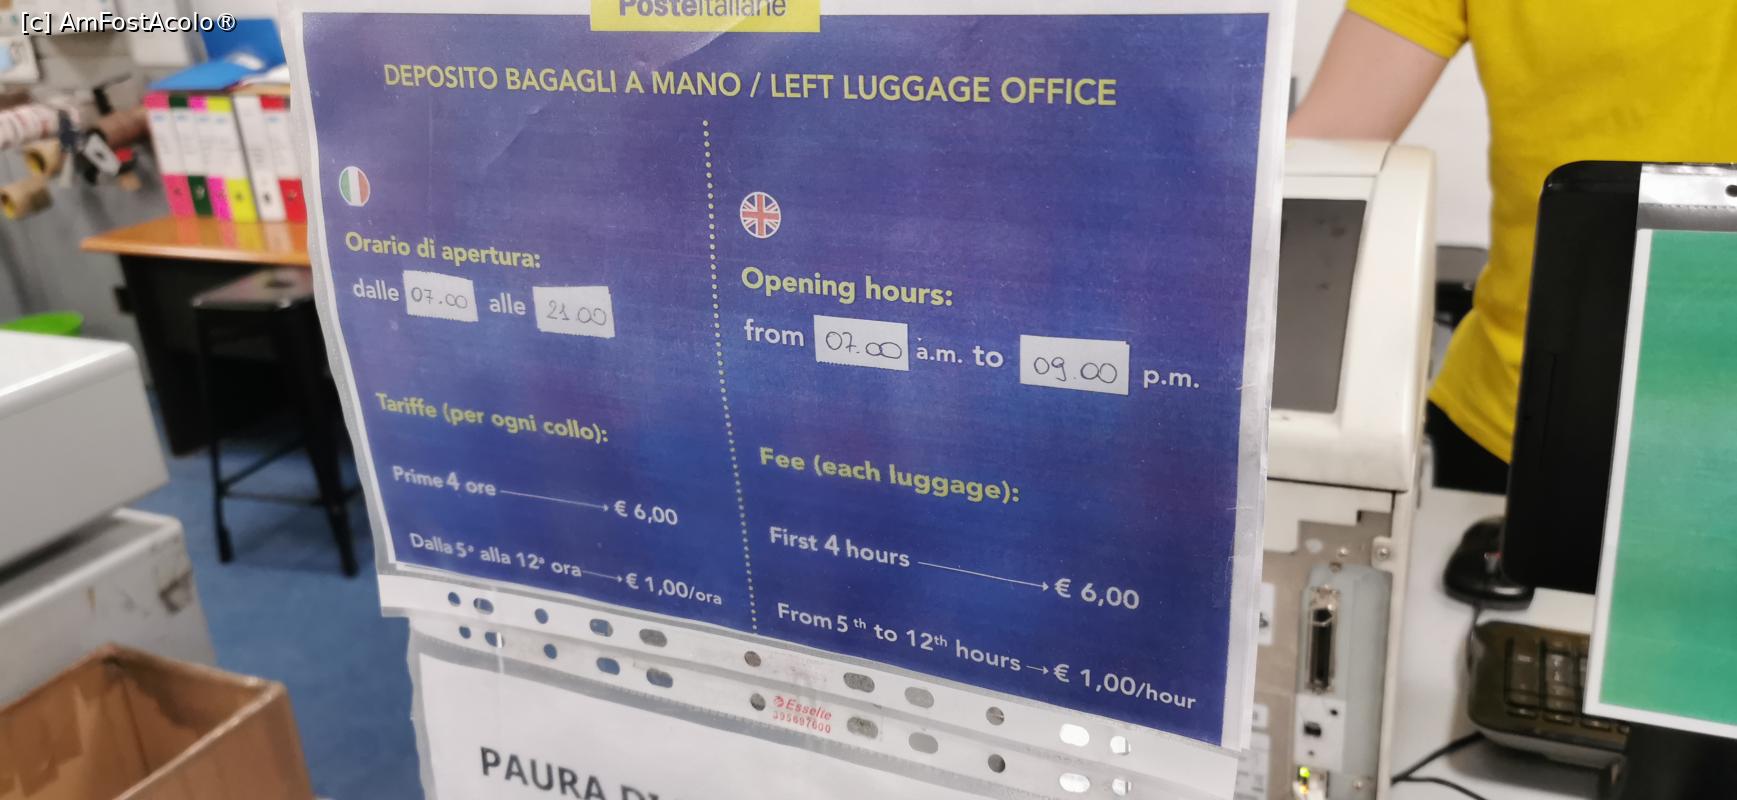 [c] AmFostAcolo®
Posteitaliane
DEPOSITO BAGAGLI A MANO / LEFT LUGGAGE OFFICE
Orario di apertura:
dalle 07.00 alle 21.00
Tariffe (per ogni collo):
Prime 4 ore → € 6,00
Dalla 5ª alla 12ª ora → € 1,00/ora
Opening hours:
from 07.00 a.m. to 09.00 p.m.
Fee (each luggage):
First 4 hours → € 6,00
From 5th to 12th hours → € 1,00/hour
Esselte
395697600
PAURA DI